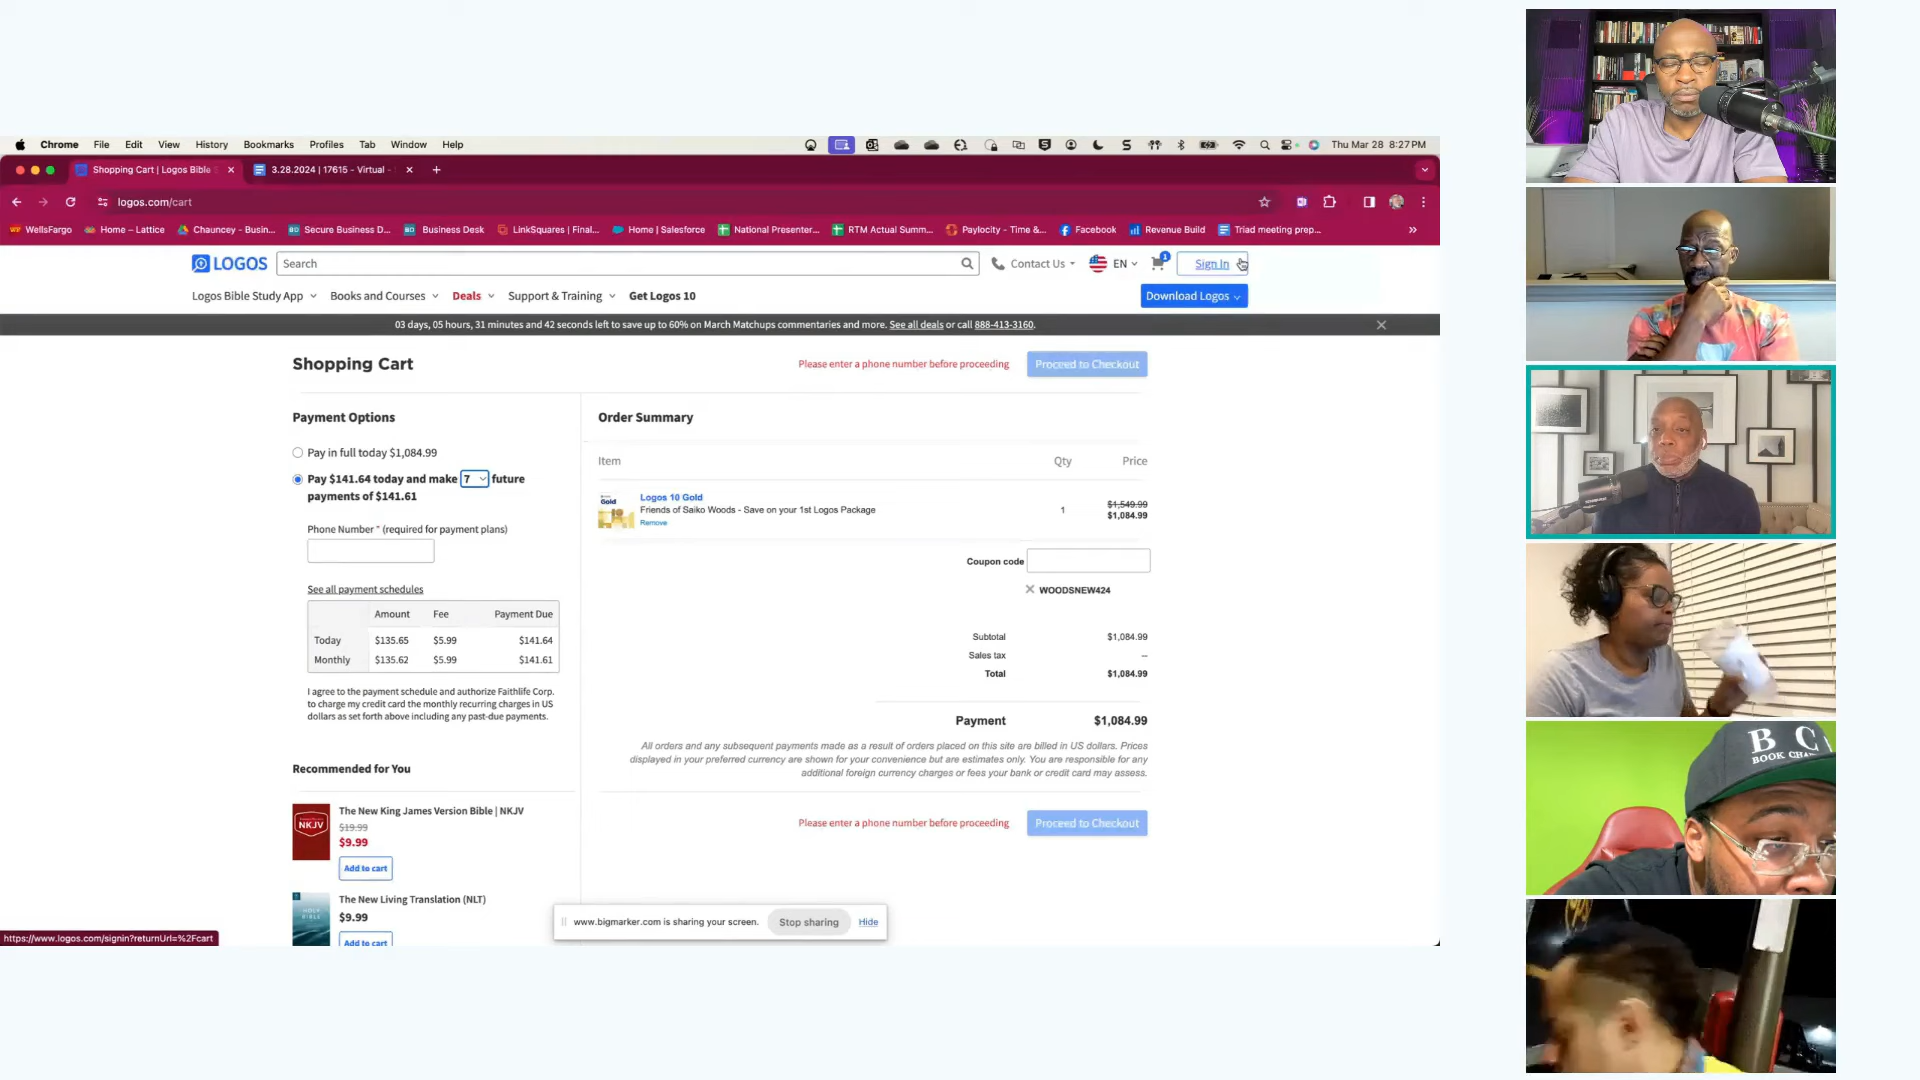 Chrome File Edit View History Bookmarks Profiles Tab Window Help Thu Mar 28 8:27 PM
Shopping Cart | Logos Bible 3.28.2024 | 17615 - Virtual -
logos.com/cart
WellsFargo Home – Lattice Chauncey - Busin... Secure Business D... Business Desk LinkSquares | Final... Home | Salesforce National Presenter... RTM Actual Summ... Paylocity - Time &... Facebook Revenue Build Triad meeting prep... »
LOGOS Search Contact Us EN 1 Sign In
Logos Bible Study App Books and Courses Deals Support & Training Get Logos 10 Download Logos
03 days, 05 hours, 31 minutes and 42 seconds left to save up to 60% on March Matchups commentaries and more. See all deals or call 888-413-3160.
Shopping Cart Please enter a phone number before proceeding Proceed to Checkout
Payment Options
Pay in full today $1,084.99
Pay $141.64 today and make 7 future
payments of $141.61
Phone Number * (required for payment plans)
See all payment schedules
Amount Fee Payment Due
Today $135.65 $5.99 $141.64
Monthly $135.62 $5.99 $141.61
I agree to the payment schedule and authorize Faithlife Corp.
to charge my credit card the monthly recurring charges in US
dollars as set forth above including any past-due payments.
Recommended for You
NKJV
The New King James Version Bible | NKJV
$19.99
$9.99
Add to cart
HOLY
BIBLE
The New Living Translation (NLT)
$9.99
Add to cart
Order Summary
Item Qty Price
Gold
Logos 10 Gold
Friends of Saiko Woods - Save on your 1st Logos Package
Remove
1
$1,549.99
$1,084.99
Coupon code
WOODSNEW424
Subtotal $1,084.99
Sales tax --
Total $1,084.99
Payment $1,084.99
All orders and any subsequent payments made as a result of orders placed on this site are billed in US dollars. Prices
displayed in your preferred currency are shown for your convenience but are estimates only. You are responsible for any
additional foreign currency charges or fees your bank or credit card may assess.
Please enter a phone number before proceeding Proceed to Checkout
www.bigmarker.com is sharing your screen. Stop sharing Hide
https://www.logos.com/signin?returnUrl=%2Fcart
B C